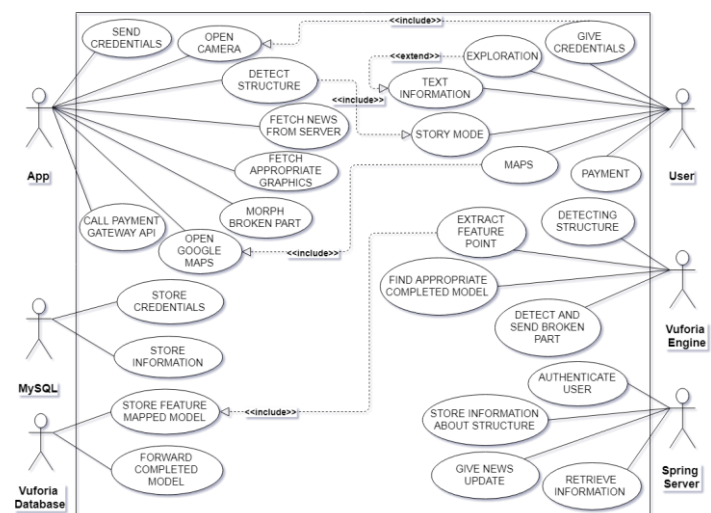 <<include>>
SEND
CREDENTIALS
OPEN
CAMERA
GIVE
CREDENTIALS
<<extend>>
EXPLORATION
DETECT
STRUCTURE
<<include>>
TEXT
INFORMATION
FETCH NEWS
FROM SERVER
STORY MODE
App
FETCH
APPROPRIATE
GRAPHICS
MAPS
PAYMENT
User
CALL PAYMENT
GATEWAY API
MORPH
BROKEN PART
OPEN
GOOGLE
MAPS
<<include>>
EXTRACT
FEATURE
POINT
DETECTING
STRUCTURE
FIND APPROPRIATE
COMPLETED MODEL
DETECT AND
SEND BROKEN
PART
Vuforia
Engine
STORE
CREDENTIALS
STORE
INFORMATION
MySQL
AUTHENTICATE
USER
STORE FEATURE
MAPPED MODEL
<<include>>
STORE INFORMATION
ABOUT STRUCTURE
FORWARD
COMPLETED
MODEL
GIVE NEWS
UPDATE
RETRIEVE
INFORMATION
Vuforia
Database
Spring
Server